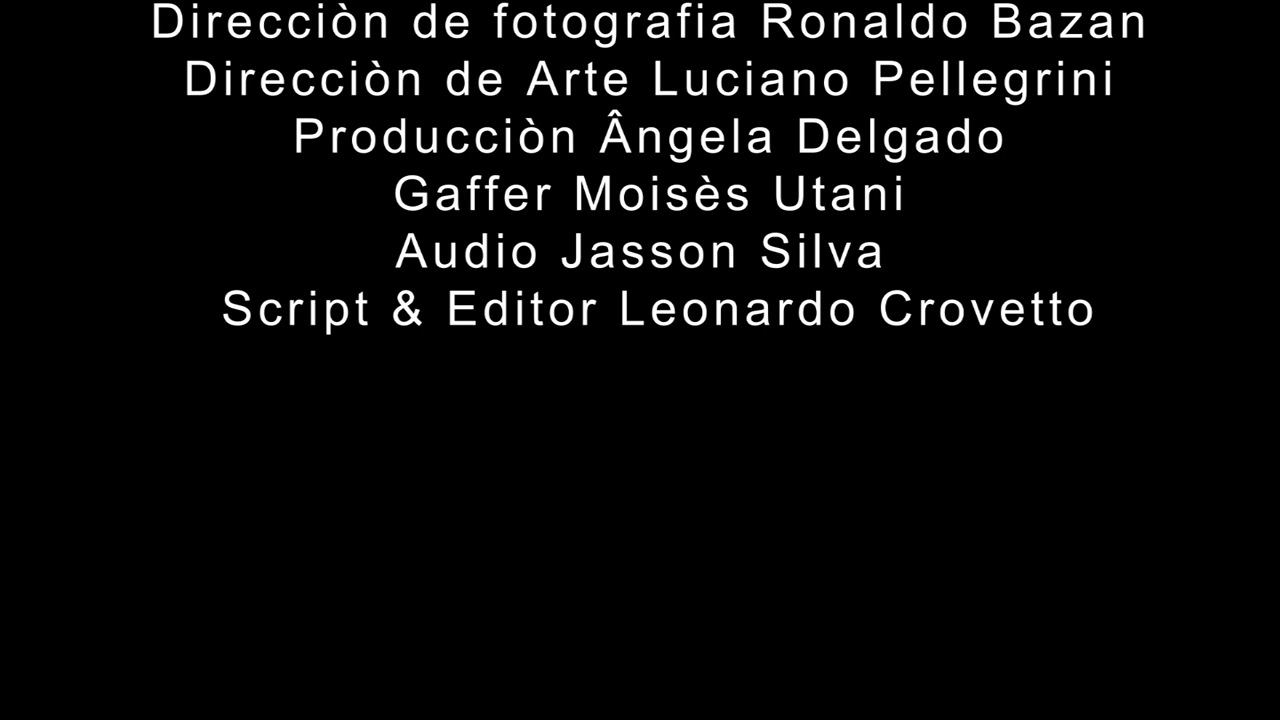 Direcciòn de fotografia Ronaldo Bazan
Direcciòn de Arte Luciano Pellegrini
Producciòn Ângela Delgado
Gaffer Moisès Utani
Audio Jasson Silva
Script & Editor Leonardo Crovetto